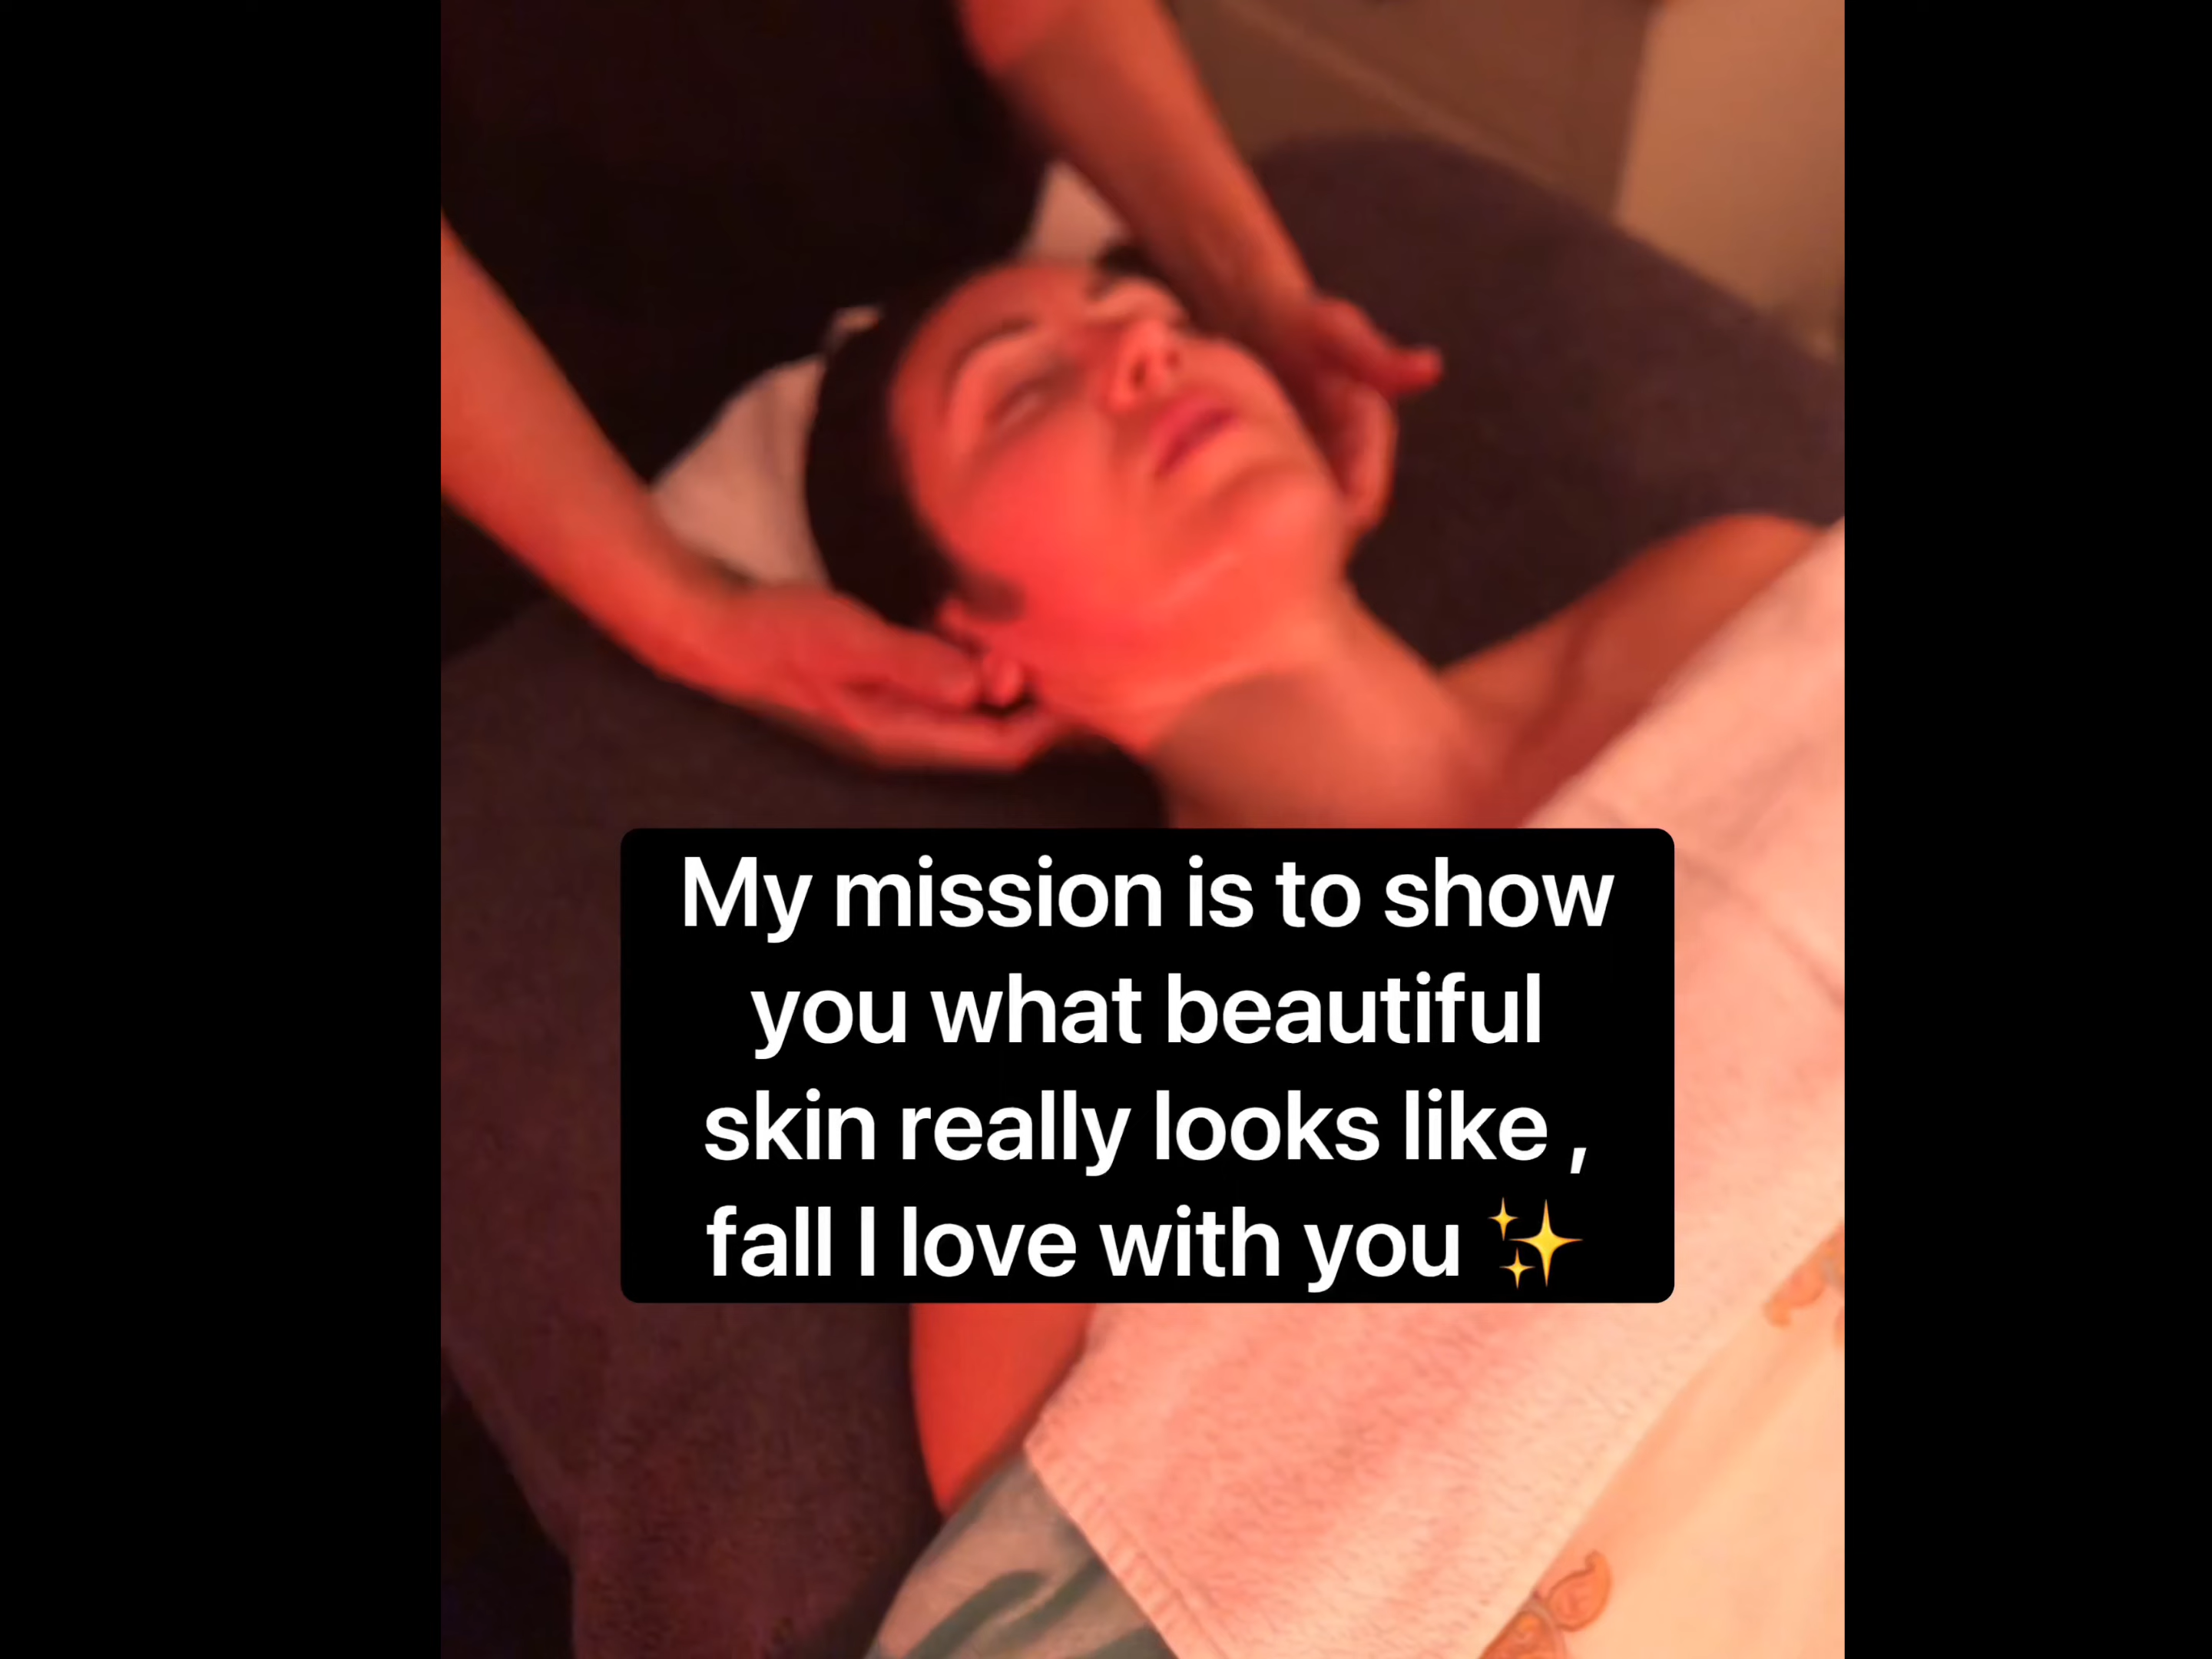 My mission is to show
you what beautiful
skin really looks like ,
fall I love with you ✨